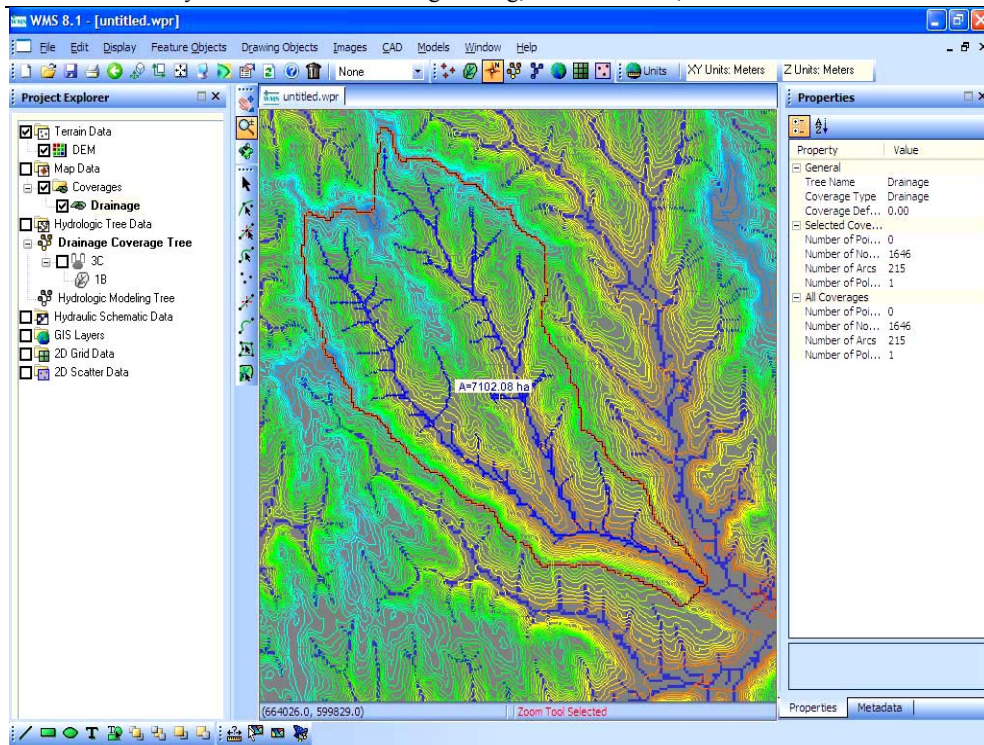 WMS 8.1 - [untitled.wpr]
File Edit Display Feature Objects Drawing Objects Images CAD Models Window Help
None Units XY Units: Meters Z Units: Meters
Project Explorer
Terrain Data
DEM
Map Data
Coverages
Drainage
Hydrologic Tree Data
Drainage Coverage Tree
3C
1B
Hydrologic Modeling Tree
Hydraulic Schematic Data
GIS Layers
2D Grid Data
2D Scatter Data
untitled.wpr
A=7102.08 ha
(664026.0, 599829.0) Zoom Tool Selected
Properties
Property Value
General
Tree Name Drainage
Coverage Type Drainage
Coverage Def... 0.00
Selected Cove...
Number of Poi... 0
Number of No... 1646
Number of Arcs 215
Number of Pol... 1
All Coverages
Number of Poi... 0
Number of No... 1646
Number of Arcs 215
Number of Pol... 1
Properties Metadata